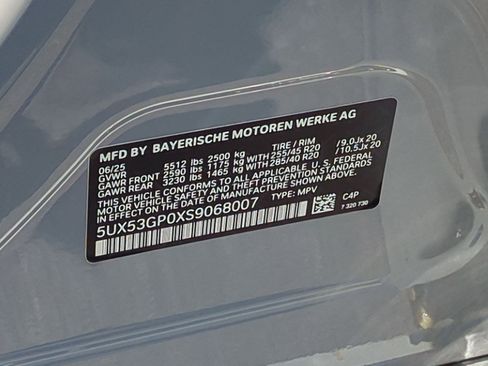 MFD BY BAYERISCHE MOTOREN WERKE AG
06/25 TIRE / RIM
GVWR 5512 lbs 2500 kg
GAWR FRONT 2590 lbs 1175 kg WITH 255/45 R20 / 9.0Jx 20
GAWR REAR 3230 lbs 1465 kg WITH 285/40 R20 / 10.5Jx 20
THIS VEHICLE CONFORMS TO ALL APPLICABLE U.S. FEDERAL
MOTOR VEHICLE SAFETY AND THEFT PREVENTION STANDARDS
IN EFFECT ON THE DATE OF MANUFACTURE SHOWN ABOVE.
5UX53GP0XS9068007 TYPE: MPV
C4P
7 320 730